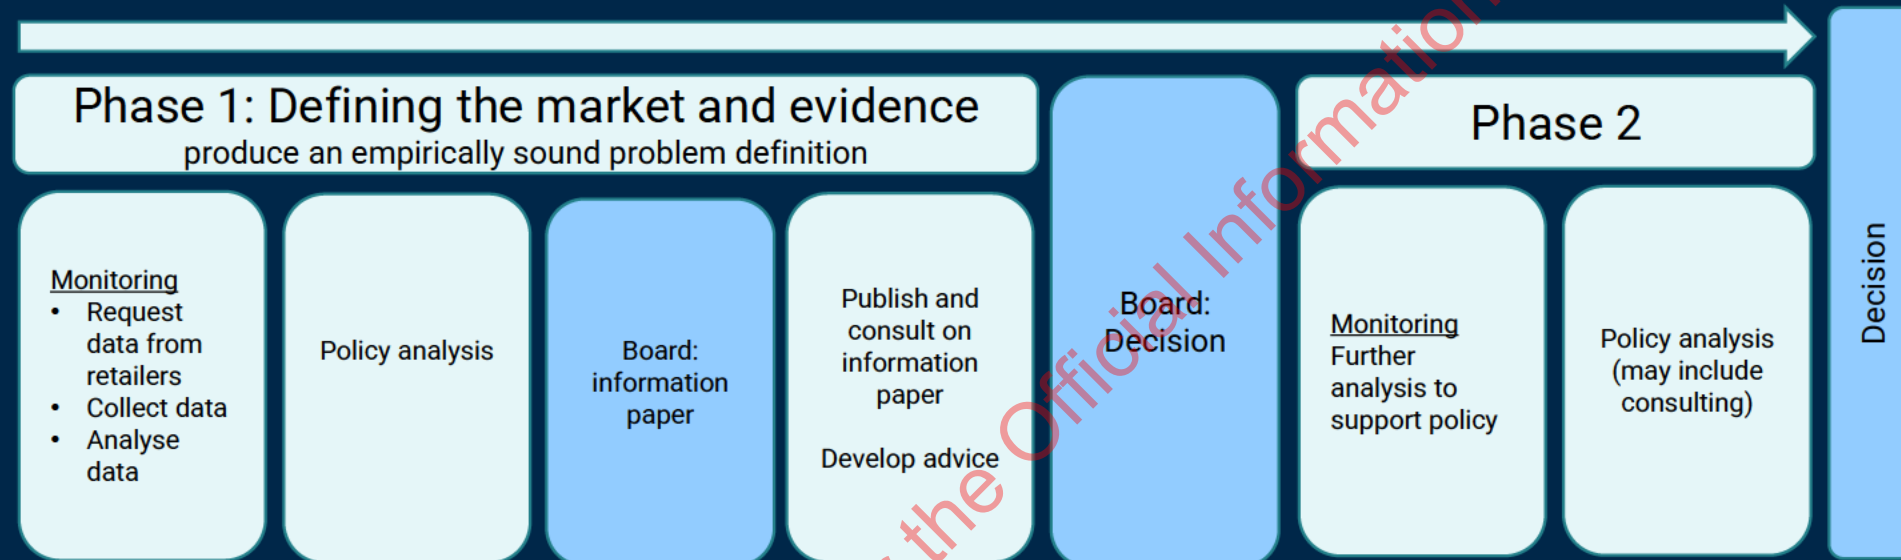 Phase 1: Defining the market and evidence
produce an empirically sound problem definition
Monitoring
• Request
data from
retailers
• Collect data
• Analyse
data
Policy analysis
Board:
information
paper
Publish and
consult on
information
paper
Develop advice
Board:
Decision
Phase 2
Monitoring
Further
analysis to
support policy
Policy analysis
(may include
consulting)
Decision
the Official Information